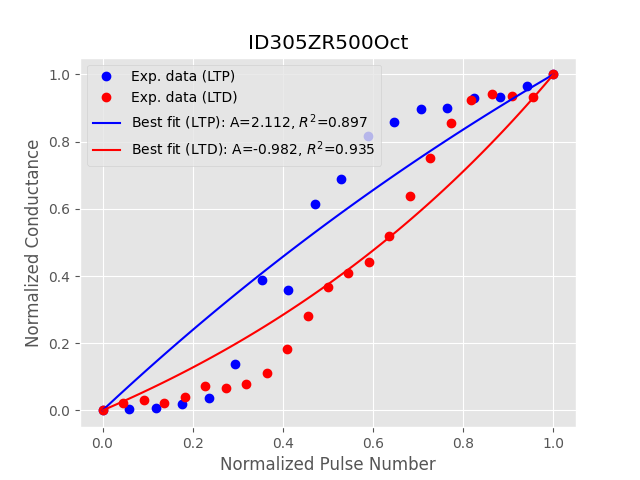 ID305ZR500Oct
Exp. data (LTP)
Exp. data (LTD)
Best fit (LTP): A=2.112, R²=0.897
Best fit (LTD): A=-0.982, R²=0.935
1.0
0.8
0.6
0.4
0.2
0.0
Normalized Conductance
0.0 0.2 0.4 0.6 0.8 1.0
Normalized Pulse Number